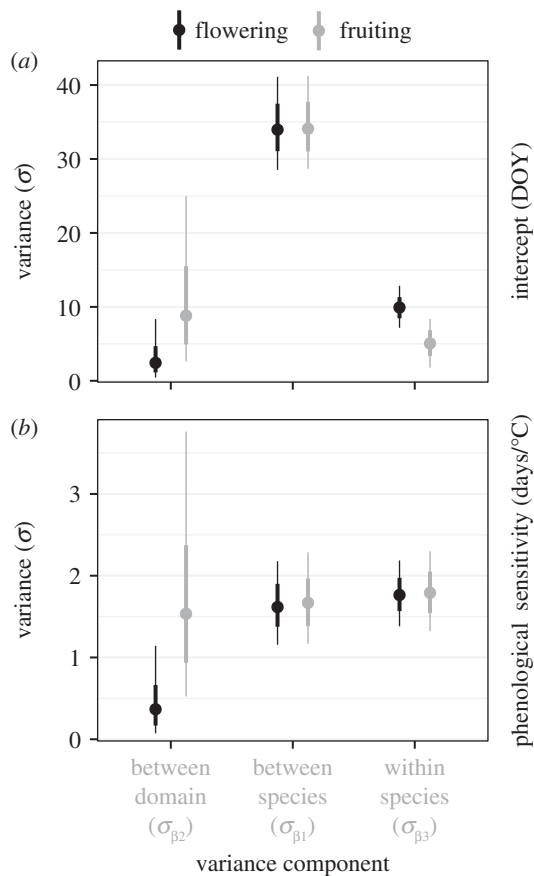 flowering fruiting
(a)
40
30
20
10
0
variance (σ)
intercept (DOY)
(b)
3
2
1
0
variance (σ)
phenological sensitivity (days/°C)
between domain (σβ2)
between species (σβ1)
within species (σβ3)
variance component